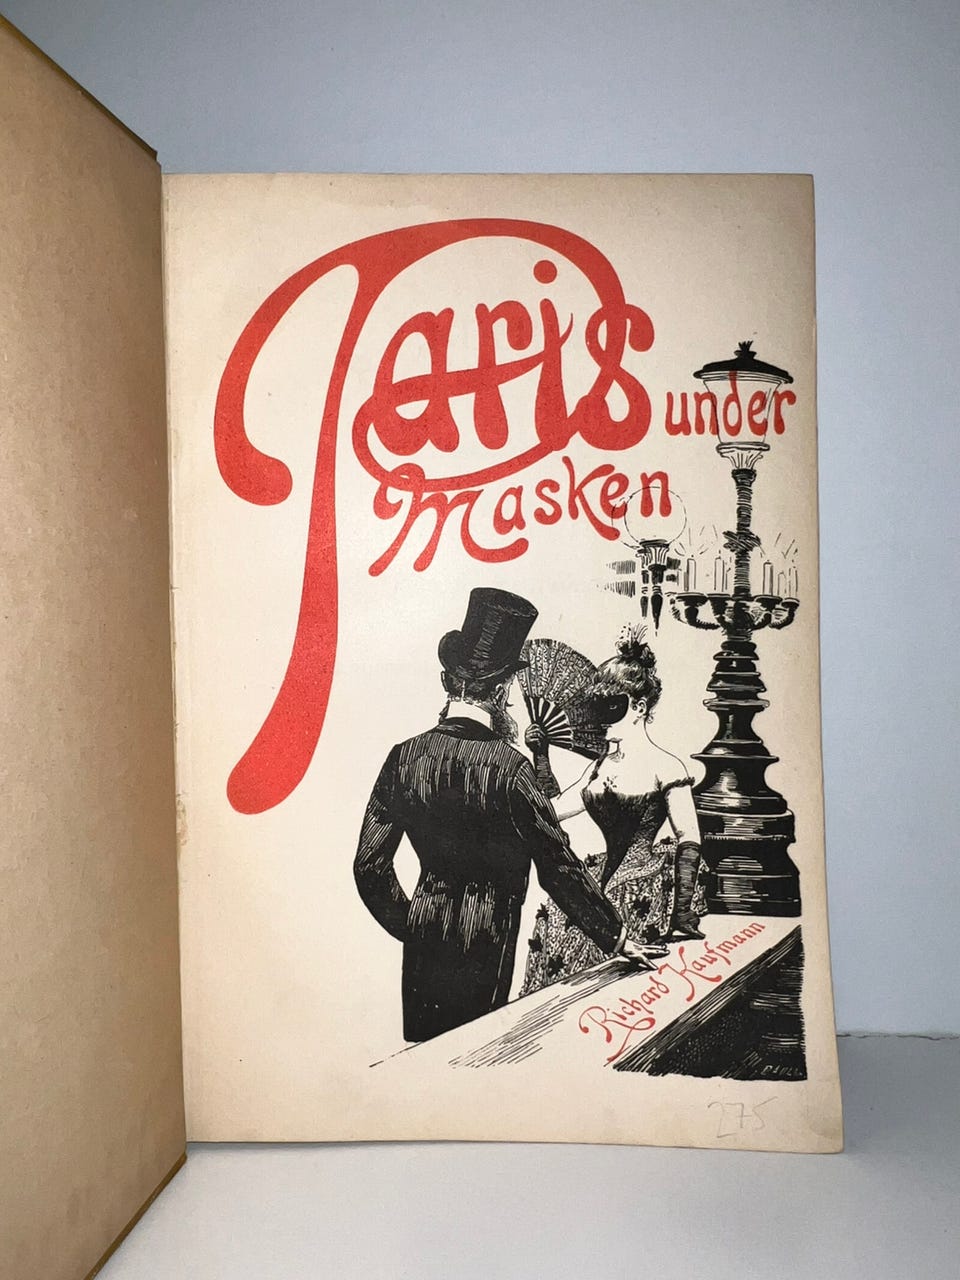 Paris under
Masken
Richard Kaufmann
275